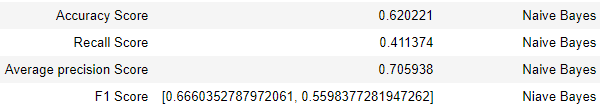 Accuracy Score 0.620221 Naive Bayes
Recall Score 0.411374 Naive Bayes
Average precision Score 0.705938 Naive Bayes
F1 Score [0.6660352787972061, 0.5598377281947262] Niave Bayes